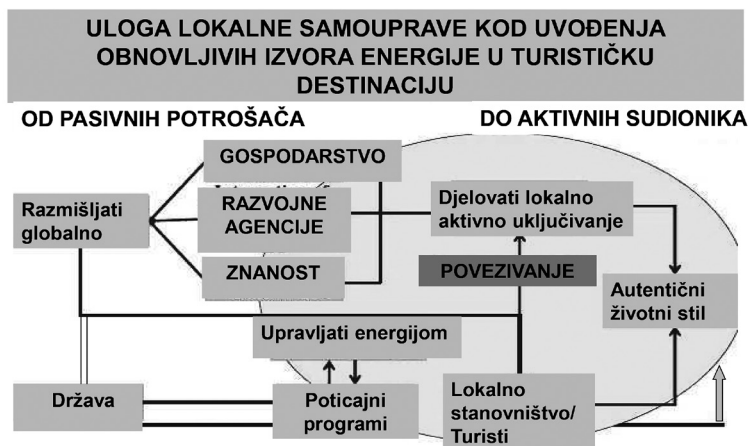 ULOGA LOKALNE SAMOUPRAVE KOD UVOĐENJA
OBNOVLJIVIH IZVORA ENERGIJE U TURISTIČKU
DESTINACIJU
OD PASIVNIH POTROŠAČA
DO AKTIVNIH SUDIONIKA
GOSPODARSTVO
Razmišljati
globalno
RAZVOJNE
AGENCIJE
Djelovati lokalno
aktivno uključivanje
ZNANOST
POVEZIVANJE
Autentični
životni stil
Upravljati energijom
Država
Poticajni
programi
Lokalno
stanovništvo/
Turisti